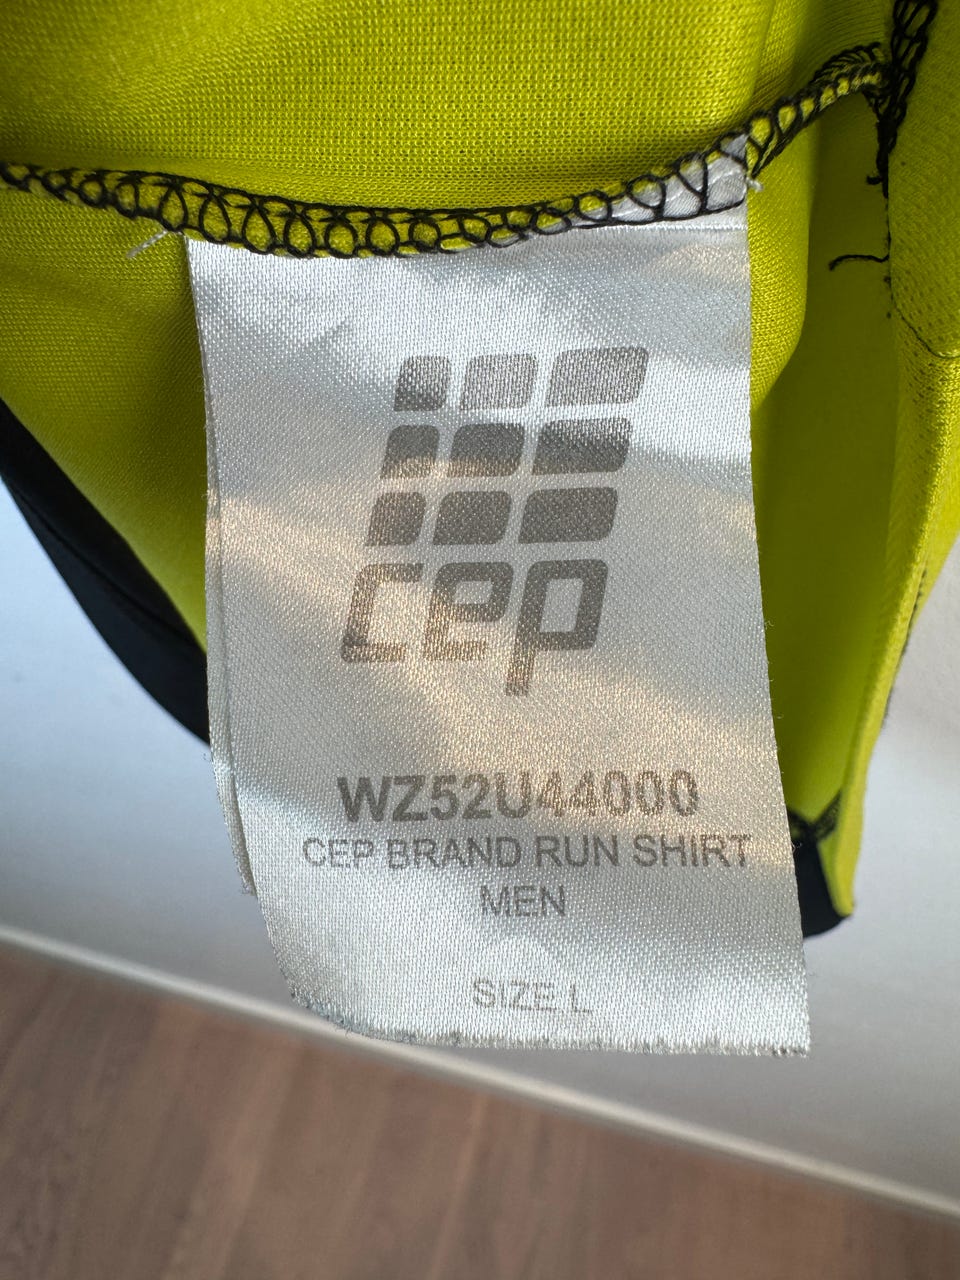 cep
WZ52U44000
CEP BRAND RUN SHIRT
MEN
SIZE L